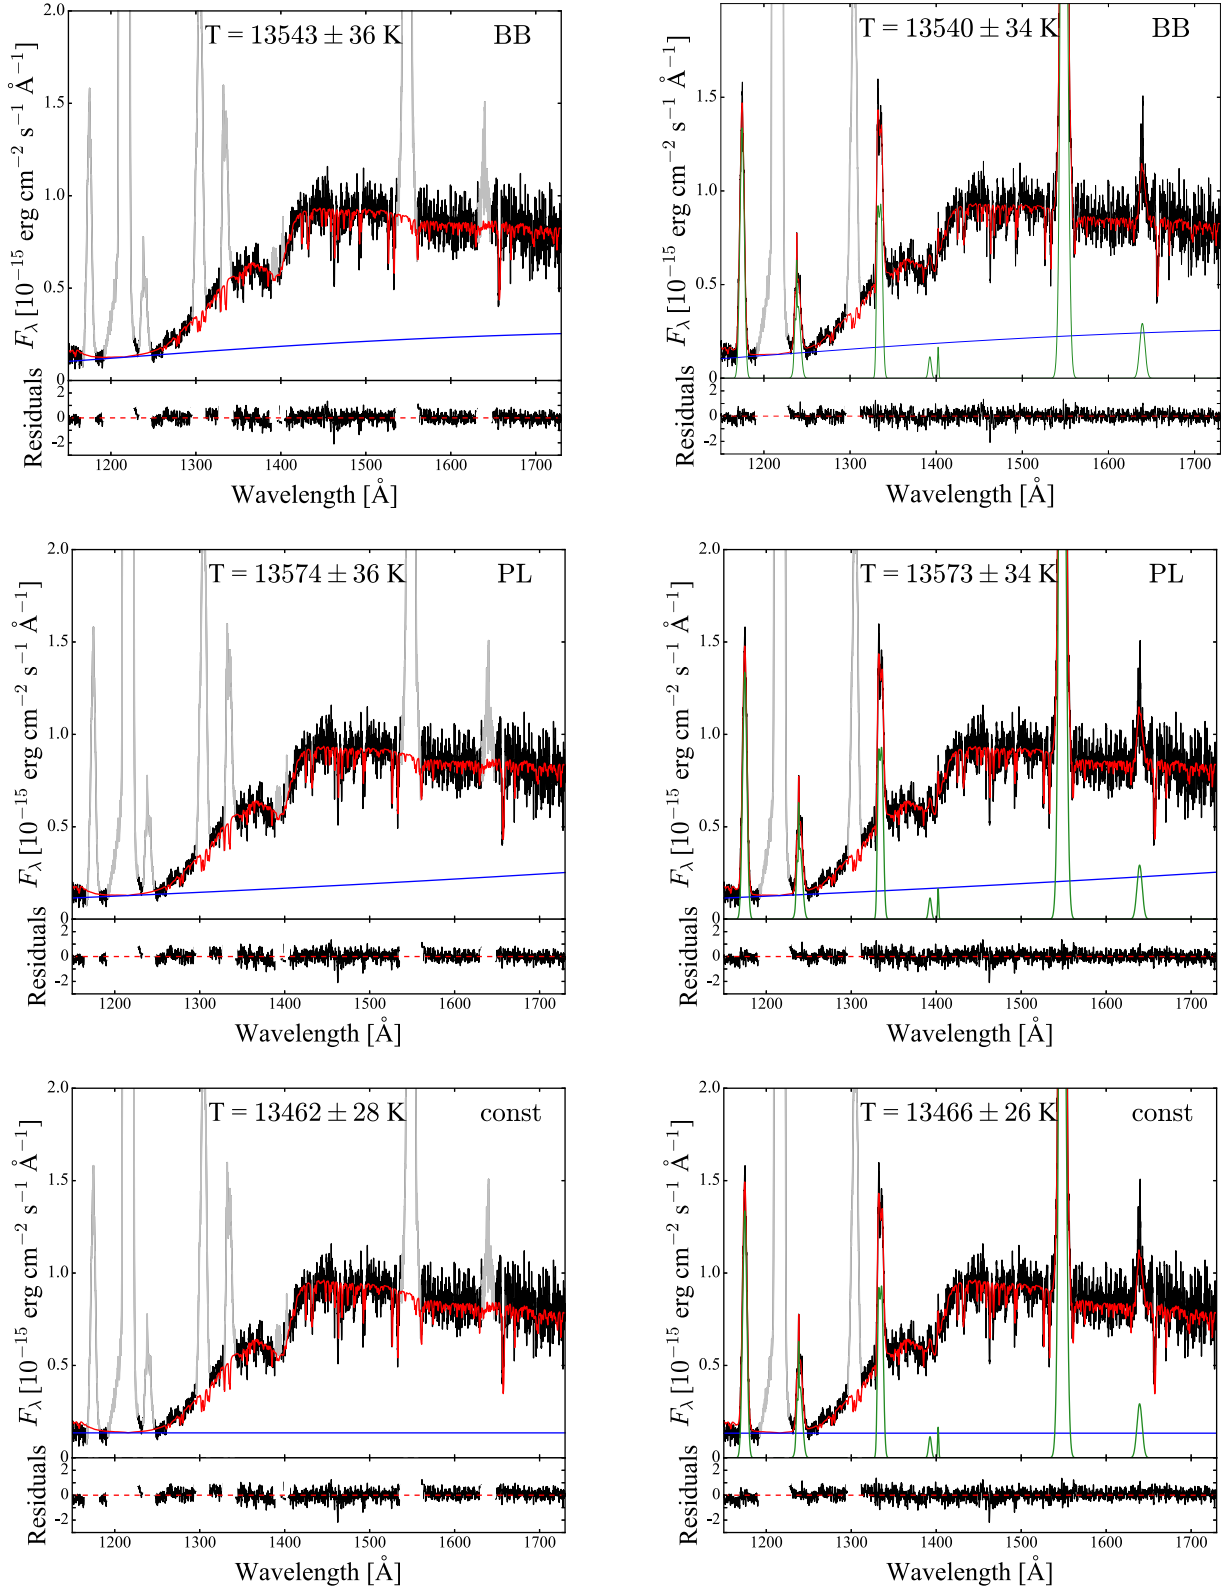 T = 13543 ± 36 K BB
2.0
1.5
1.0
0.5
0
F_λ [10⁻¹⁵ erg cm⁻² s⁻¹ Å⁻¹]
2
0
-2
Residuals
1200 1300 1400 1500 1600 1700
Wavelength [Å]
T = 13540 ± 34 K BB
2.0
1.5
1.0
0.5
0
F_λ [10⁻¹⁵ erg cm⁻² s⁻¹ Å⁻¹]
2
0
-2
Residuals
1200 1300 1400 1500 1600 1700
Wavelength [Å]
T = 13574 ± 36 K PL
2.0
1.5
1.0
0.5
0
F_λ [10⁻¹⁵ erg cm⁻² s⁻¹ Å⁻¹]
2
0
-2
Residuals
1200 1300 1400 1500 1600 1700
Wavelength [Å]
T = 13573 ± 34 K PL
2.0
1.5
1.0
0.5
0
F_λ [10⁻¹⁵ erg cm⁻² s⁻¹ Å⁻¹]
2
0
-2
Residuals
1200 1300 1400 1500 1600 1700
Wavelength [Å]
T = 13462 ± 28 K const
2.0
1.5
1.0
0.5
0
F_λ [10⁻¹⁵ erg cm⁻² s⁻¹ Å⁻¹]
2
0
-2
Residuals
1200 1300 1400 1500 1600 1700
Wavelength [Å]
T = 13466 ± 26 K const
2.0
1.5
1.0
0.5
0
F_λ [10⁻¹⁵ erg cm⁻² s⁻¹ Å⁻¹]
2
0
-2
Residuals
1200 1300 1400 1500 1600 1700
Wavelength [Å]